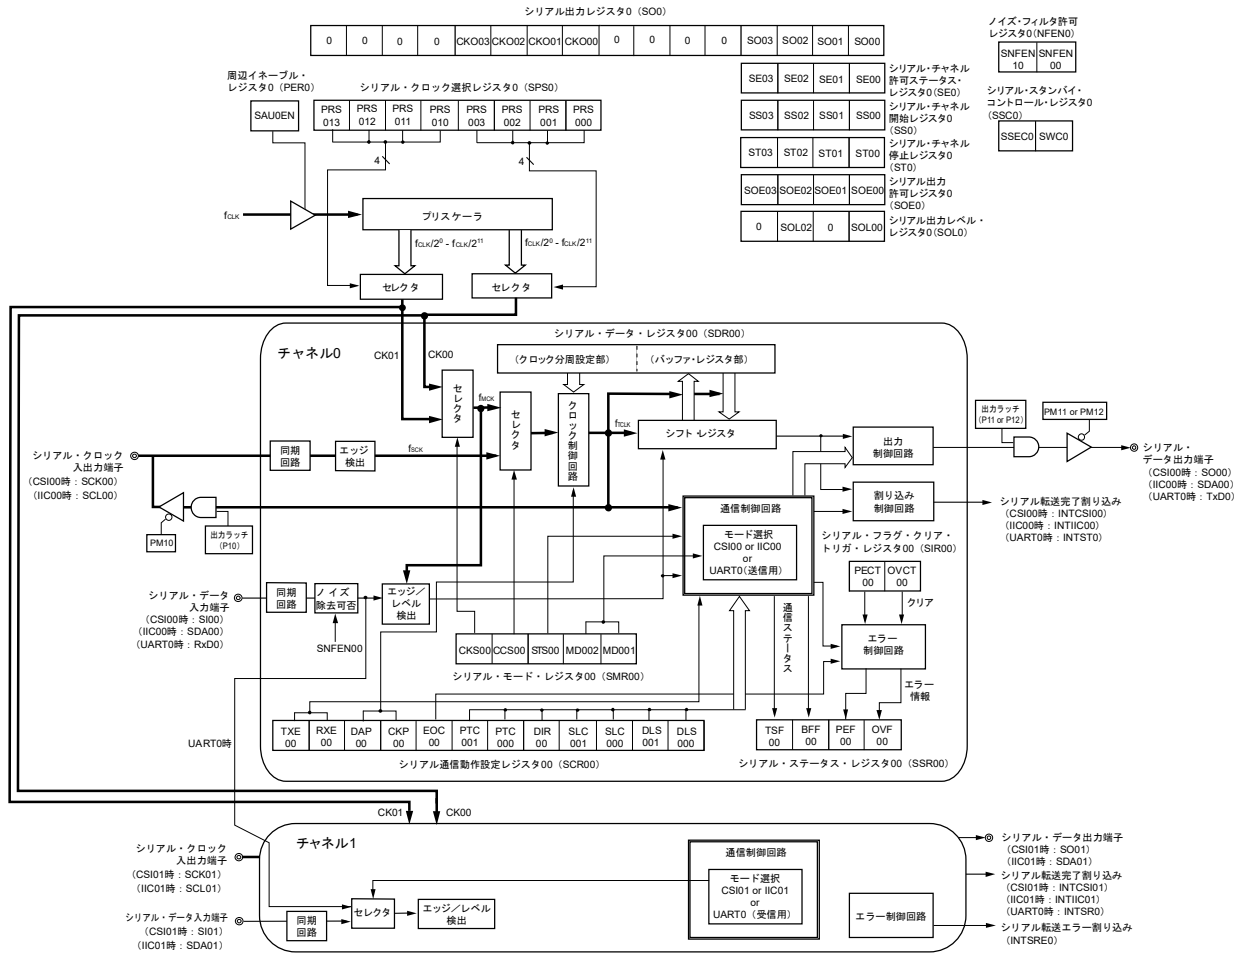 シリアル出力レジスタ0（SO0）
0 0 0 0 CKO03 CKO02 CKO01 CKO00 0 0 0 0 SO03 SO02 SO01 SO00
ノイズ・フィルタ許可
レジスタ0（NFEN0）
SNFEN
10
SNFEN
00
周辺イネーブル・
レジスタ0（PER0）
SAU0EN
シリアル・クロック選択レジスタ0（SPS0）
PRS
013
PRS
012
PRS
011
PRS
010
PRS
003
PRS
002
PRS
001
PRS
000
4
4
SE03 SE02 SE01 SE00
シリアル・チャネル
許可ステータス・
レジスタ0（SE0）
SS03 SS02 SS01 SS00
シリアル・チャネル
開始レジスタ0
（SS0）
ST03 ST02 ST01 ST00
シリアル・チャネル
停止レジスタ0
（ST0）
SOE03 SOE02 SOE01 SOE00
シリアル出力
許可レジスタ0
（SOE0）
0 SOL02 0 SOL00
シリアル出力レベル・
レジスタ0（SOL0）
シリアル・スタンバイ・
コントロール・レジスタ0
（SSC0）
SSEC0 SWC0
fCLK
プリスケーラ
fCLK/2⁰ - fCLK/2¹¹
fCLK/2⁰ - fCLK/2¹¹
セレクタ
セレクタ
チャネル0
CK01
CK00
シリアル・データ・レジスタ00（SDR00）
（クロック分周設定部）
（バッファ・レジスタ部）
セレクタ
fMCK
セレクタ
クロック制御回路
fTCLK
シフト・レジスタ
出力
制御回路
出力ラッチ
（P11 or P12）
PM11 or PM12
シリアル・
データ出力端子
（CSI00時：SO00）
（IIC00時：SDA00）
（UART0時：TxD0）
シリアル・クロック
入出力端子
（CSI00時：SCK00）
（IIC00時：SCL00）
同期
回路
エッジ
検出
fSCK
PM10
出力ラッチ
（P10）
通信制御回路
モード選択
CSI00 or IIC00
or
UART0（送信用）
割り込み
制御回路
シリアル転送完了割り込み
（CSI00時：INTCSI00）
（IIC00時：INTIIC00）
（UART0時：INTST0）
シリアル・フラグ・クリア・
トリガ・レジスタ00（SIR00）
PECT
00
OVCT
00
クリア
シリアル・データ
入力端子
（CSI00時：SI00）
（IIC00時：SDA00）
（UART0時：RxD0）
同期
回路
ノイズ
除去可否
SNFEN00
エッジ／
レベル
検出
CKS00 CCS00 STS00 MD002 MD001
シリアル・モード・レジスタ00（SMR00）
通信ステータス
エラー
制御回路
エラー
情報
TXE
00
RXE
00
DAP
00
CKP
00
EOC
00
PTC
001
PTC
000
DIR
00
SLC
001
SLC
000
DLS
001
DLS
000
シリアル通信動作設定レジスタ00（SCR00）
TSF
00
BFF
00
PEF
00
OVF
00
シリアル・ステータス・レジスタ00（SSR00）
UART0時
CK01
CK00
チャネル1
シリアル・クロック
入出力端子
（CSI01時：SCK01）
（IIC01時：SCL01）
シリアル・データ入力端子
（CSI01時：SI01）
（IIC01時：SDA01）
同期
回路
セレクタ
エッジ／レベル
検出
通信制御回路
モード選択
CSI01 or IIC01
or
UART0（受信用）
エラー制御回路
シリアル・データ出力端子
（CSI01時：SO01）
（IIC01時：SDA01）
シリアル転送完了割り込み
（CSI01時：INTCSI01）
（IIC01時：INTIIC01）
（UART0時：INTSR0）
シリアル転送エラー割り込み
（INTSRE0）